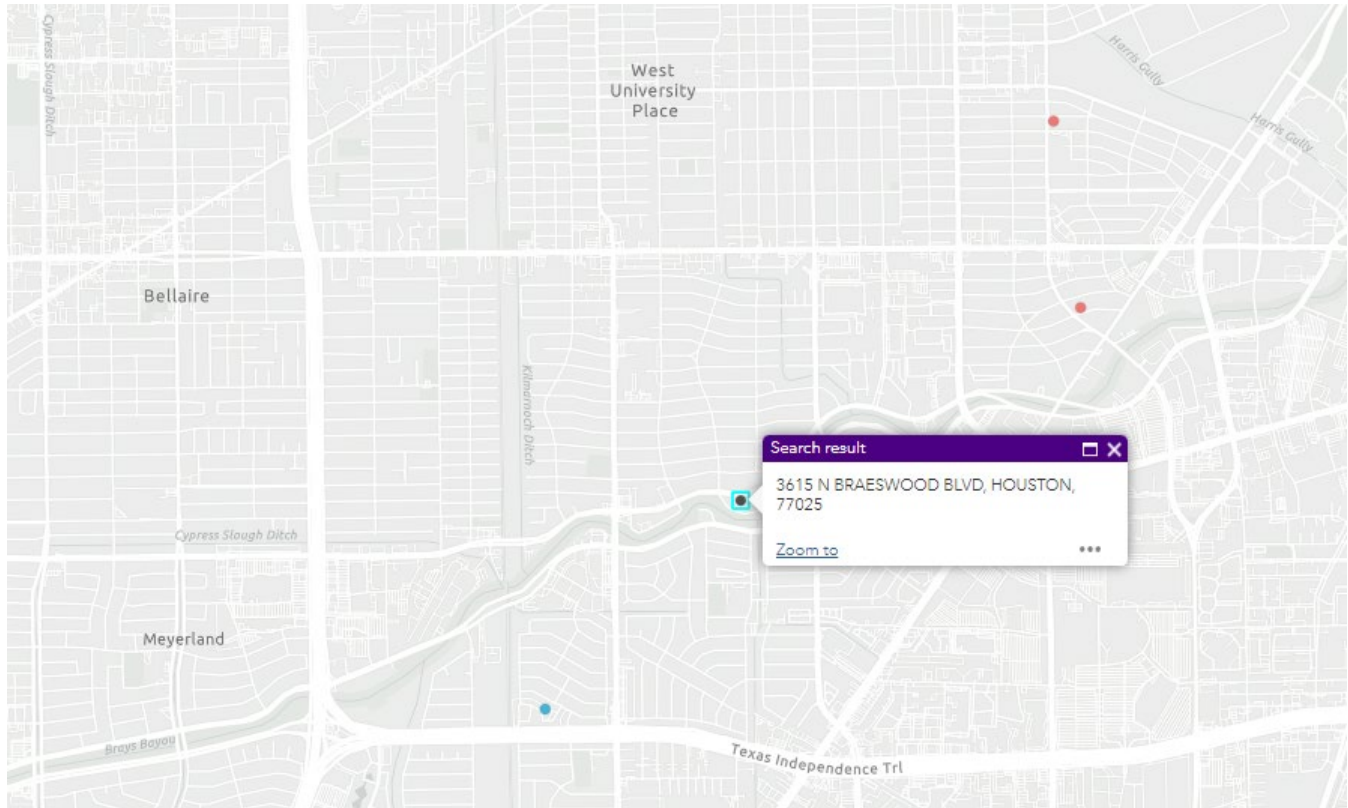 Cypress Slough Ditch
West
University
Place
Harris Gully
Harris Gully
Bellaire
Kilmarnoch Ditch
Search result
3615 N BRAESWOOD BLVD, HOUSTON,
77025
Zoom to
Cypress Slough Ditch
Meyerland
Brays Bayou
Texas Independence Trl